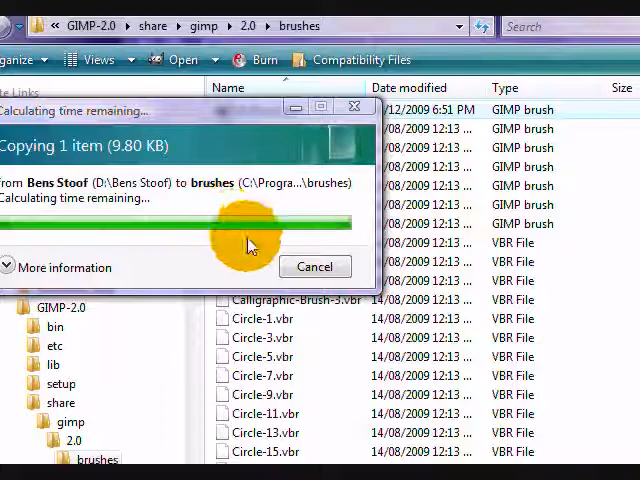 GIMP-2.0 share gimp 2.0 brushes Search
ganize Views Open Burn Compatibility Files
te Links Date modified Type Size
Calculating time remaining...
/12/2009 6:51 PM GIMP brush
14/08/2009 12:13 ... GIMP brush
Copying 1 item (9.80 KB)
14/08/2009 12:13 ... GIMP brush
14/08/2009 12:13 ... GIMP brush
from Bens Stoof (D:\Bens Stoof) to brushes (C:\Progra...\brushes)
14/08/2009 12:13 ... GIMP brush
Calculating time remaining...
14/08/2009 12:13 ... GIMP brush
14/08/2009 12:13 ... GIMP brush
14/08/2009 12:13 ... VBR File
More information Cancel
14/08/2009 12:13 ... VBR File
14/08/2009 12:13 ... VBR File
Calligraphic-Brush-3.vbr 14/08/2009 12:13 ... VBR File
GIMP-2.0
Circle-1.vbr 14/08/2009 12:13 ... VBR File
bin
Circle-3.vbr 14/08/2009 12:13 ... VBR File
etc
Circle-5.vbr 14/08/2009 12:13 ... VBR File
lib
Circle-7.vbr 14/08/2009 12:13 ... VBR File
setup
Circle-9.vbr 14/08/2009 12:13 ... VBR File
share
Circle-11.vbr 14/08/2009 12:13 ... VBR File
gimp
Circle-13.vbr 14/08/2009 12:13 ... VBR File
2.0
Circle-15.vbr 14/08/2009 12:13 ... VBR File
brushes